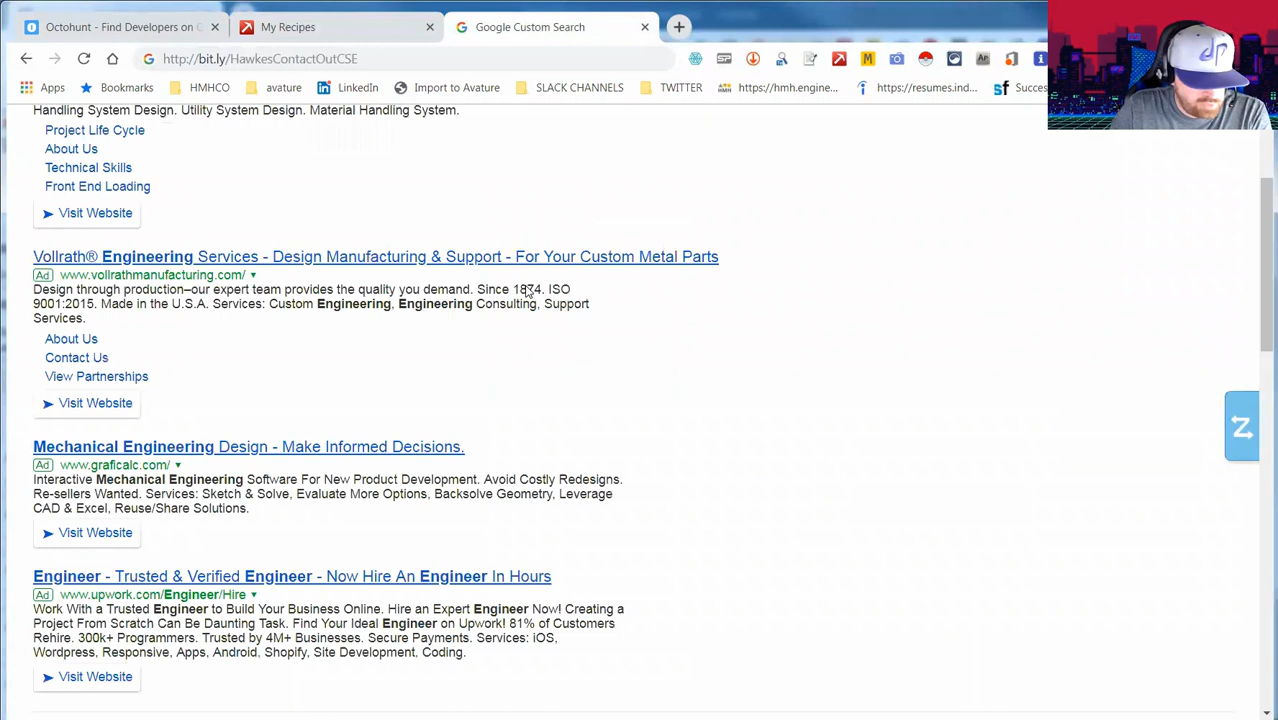 Octohunt - Find Developers on
My Recipes
Google Custom Search
http://bit.ly/HawkesContactOutCSE
Apps
Bookmarks
HMHCO
avature
LinkedIn
Import to Avature
SLACK CHANNELS
TWITTER
https://hmh.engine...
https://resumes.ind...
Succes
Handling System Design. Utility System Design. Material Handling System.
Project Life Cycle
About Us
Technical Skills
Front End Loading
Visit Website
Vollrath® Engineering Services - Design Manufacturing & Support - For Your Custom Metal Parts
Ad www.vollrathmanufacturing.com/
Design through production–our expert team provides the quality you demand. Since 1874. ISO
9001:2015. Made in the U.S.A. Services: Custom Engineering, Engineering Consulting, Support
Services.
About Us
Contact Us
View Partnerships
Visit Website
Mechanical Engineering Design - Make Informed Decisions.
Ad www.graficalc.com/
Interactive Mechanical Engineering Software For New Product Development. Avoid Costly Redesigns.
Re-sellers Wanted. Services: Sketch & Solve, Evaluate More Options, Backsolve Geometry, Leverage
CAD & Excel, Reuse/Share Solutions.
Visit Website
Engineer - Trusted & Verified Engineer - Now Hire An Engineer In Hours
Ad www.upwork.com/Engineer/Hire
Work With a Trusted Engineer to Build Your Business Online. Hire an Expert Engineer Now! Creating a
Project From Scratch Can Be Daunting Task. Find Your Ideal Engineer on Upwork! 81% of Customers
Rehire. 300k+ Programmers. Trusted by 4M+ Businesses. Secure Payments. Services: iOS,
Wordpress, Responsive, Apps, Android, Shopify, Site Development, Coding.
Visit Website